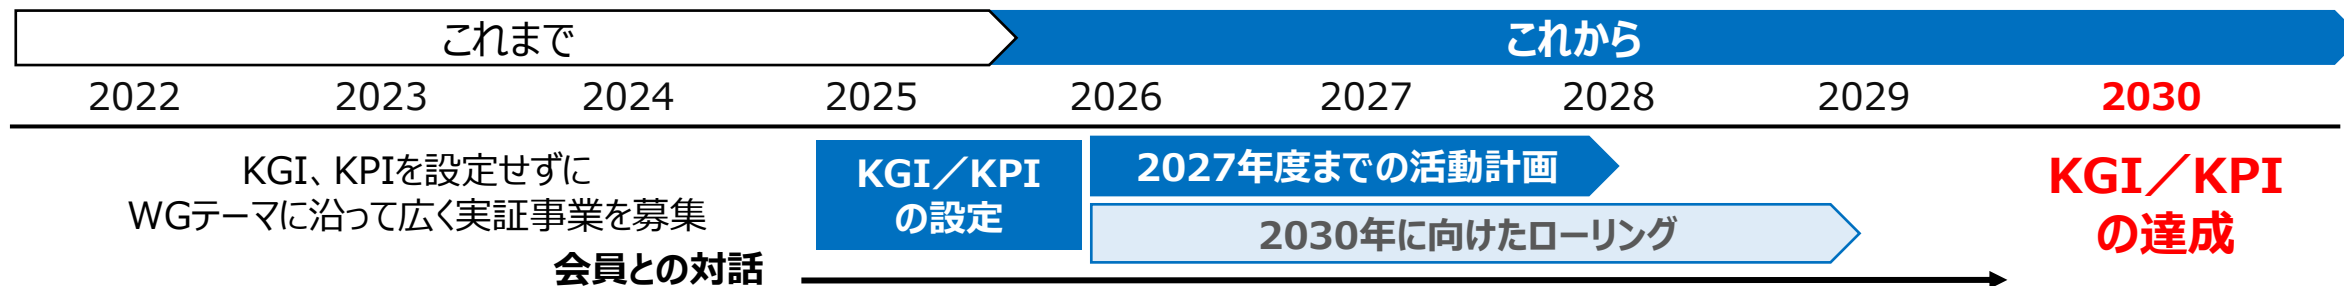 これまで
これから
2022 2023 2024 2025 2026 2027 2028 2029 2030
KGI、KPIを設定せずに
WGテーマに沿って広く実証事業を募集
KGI／KPI
の設定
2027年度までの活動計画
2030年に向けたローリング
KGI／KPI
の達成
会員との対話